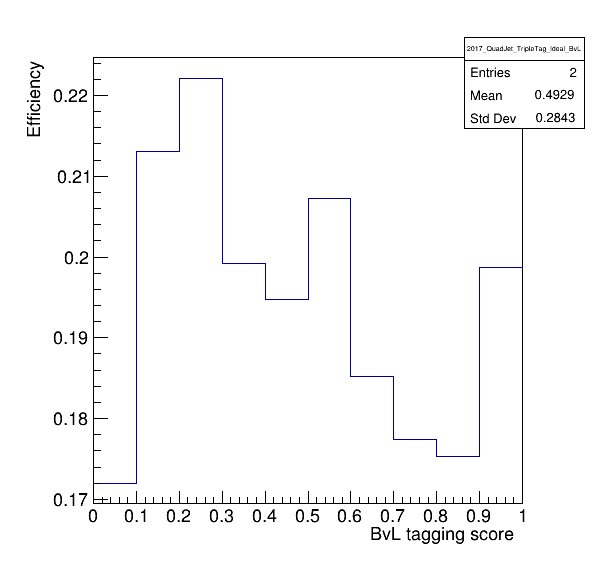 2017_QuadJet_TripleTag_Ideal_BvL
Entries 2
Mean 0.4929
Std Dev 0.2843
Efficiency
0.22
0.21
0.2
0.19
0.18
0.17
0 0.1 0.2 0.3 0.4 0.5 0.6 0.7 0.8 0.9 1
BvL tagging score